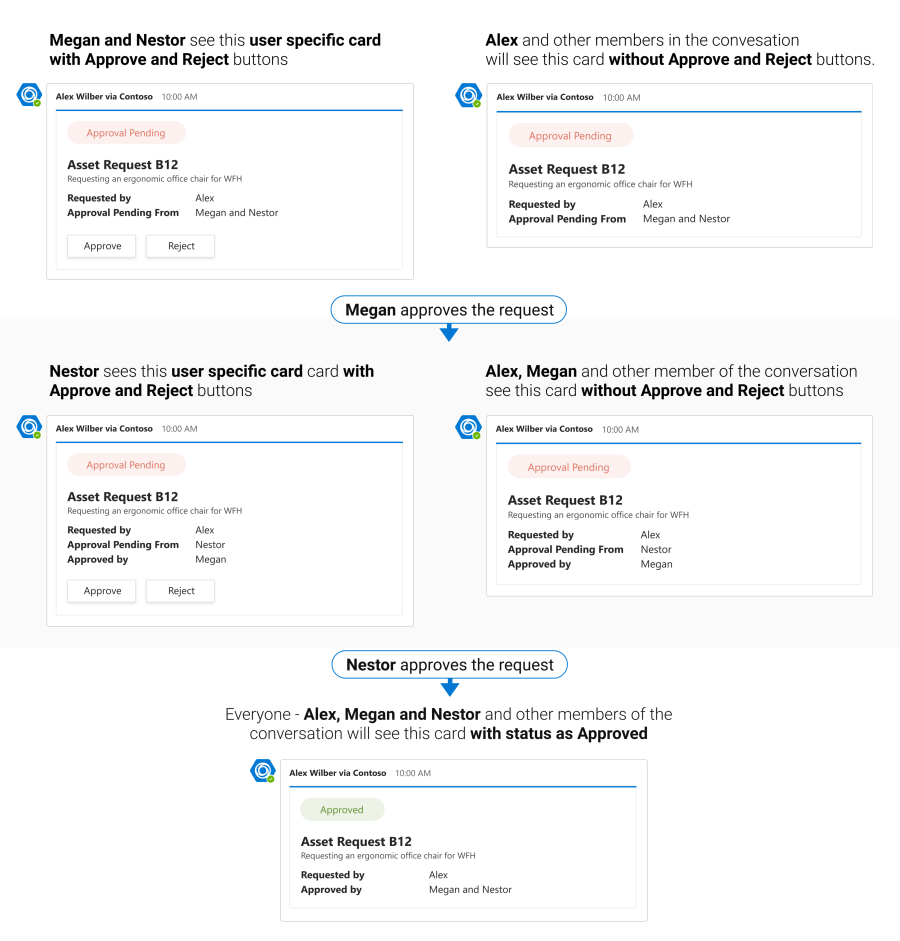 Megan and Nestor see this user specific card
with Approve and Reject buttons
Alex Wilber via Contoso 10:00 AM
Approval Pending
Asset Request B12
Requesting an ergonomic office chair for WFH
Requested by Alex
Approval Pending From Megan and Nestor
Approve Reject
Alex and other members in the convesation
will see this card without Approve and Reject buttons.
Alex Wilber via Contoso 10:00 AM
Approval Pending
Asset Request B12
Requesting an ergonomic office chair for WFH
Requested by Alex
Approval Pending From Megan and Nestor
Megan approves the request
Nestor sees this user specific card card with
Approve and Reject buttons
Alex Wilber via Contoso 10:00 AM
Approval Pending
Asset Request B12
Requesting an ergonomic office chair for WFH
Requested by Alex
Approval Pending From Nestor
Approved by Megan
Approve Reject
Alex, Megan and other member of the conversation
see this card without Approve and Reject buttons
Alex Wilber via Contoso 10:00 AM
Approval Pending
Asset Request B12
Requesting an ergonomic office chair for WFH
Requested by Alex
Approval Pending From Nestor
Approved by Megan
Nestor approves the request
Everyone - Alex, Megan and Nestor and other members of the
conversation will see this card with status as Approved
Alex Wilber via Contoso 10:00 AM
Approved
Asset Request B12
Requesting an ergonomic office chair for WFH
Requested by Alex
Approved by Megan and Nestor